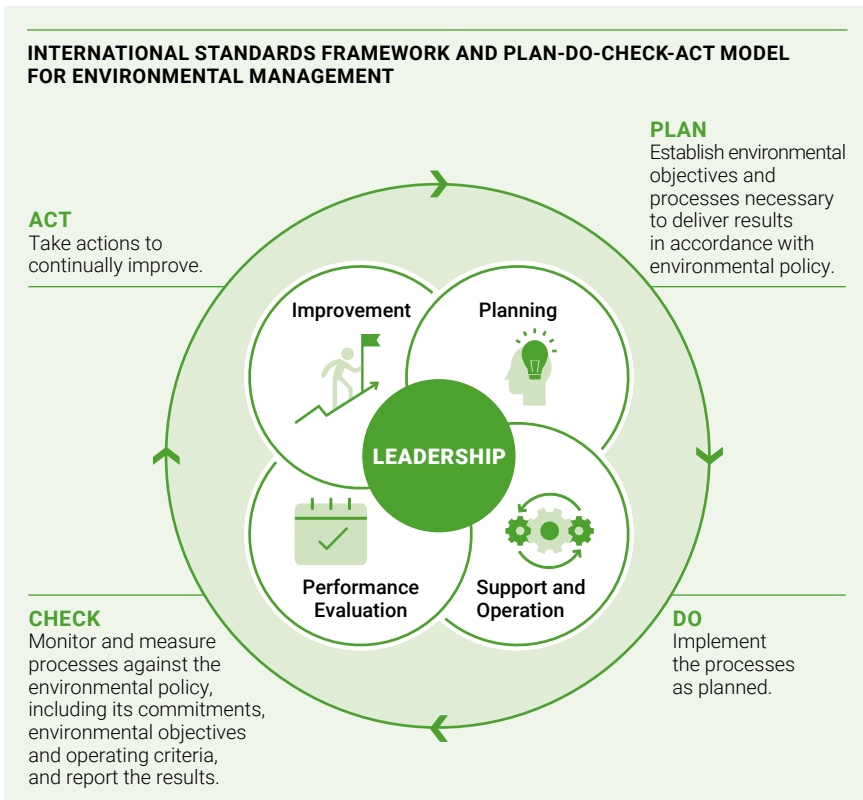 INTERNATIONAL STANDARDS FRAMEWORK AND PLAN-DO-CHECK-ACT MODEL
FOR ENVIRONMENTAL MANAGEMENT
PLAN
Establish environmental
objectives and
processes necessary
to deliver results
in accordance with
environmental policy.
ACT
Take actions to
continually improve.
Improvement
Planning
LEADERSHIP
Performance
Evaluation
Support and
Operation
CHECK
Monitor and measure
processes against the
environmental policy,
including its commitments,
environmental objectives
and operating criteria,
and report the results.
DO
Implement
the processes
as planned.